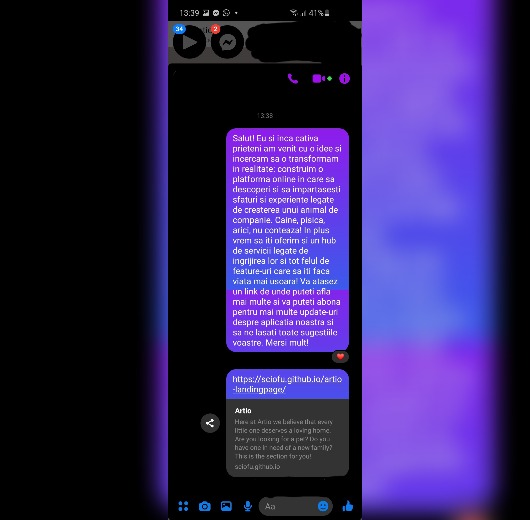 13:39
41%
34
2
13:38
Salut! Eu si inca cativa
prieteni am venit cu o idee si
incercam sa o transformam
in realitate: construim o
platforma online in care sa
descoperi si sa impartasesti
sfaturi si experiente legate
de creterea unui animal de
companie. Caine, pisica,
arici, nu conteaza! In plus
vrem sa iti oferim si un hub
de servicii legate de
ingrijirea lor si tot felul de
feature-uri care sa iti faca
viata mai usoara! Va atasez
un link de unde puteti afla
mai multe si va puteti abona
pentru mai multe update-uri
despre aplicatia noastra si
sa ne lasati toate sugestiile
voastre. Mersi mult!
https://sciofu.github.io/artio
-landingpage/
Artio
Here at Artio we believe that every
little one deserves a loving home.
Are you looking for a pet? Do you
have one in need of a new family?
This is the section for you!
sciofu.github.io
Aa